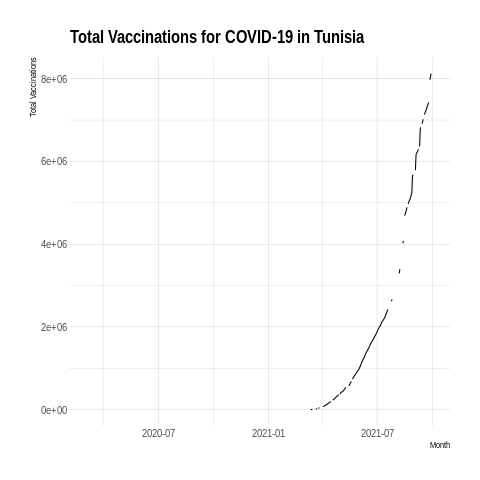 Total Vaccinations for COVID-19 in Tunisia
Total Vaccinations
8e+06
6e+06
4e+06
2e+06
0e+00
2020-07
2021-01
2021-07
Month